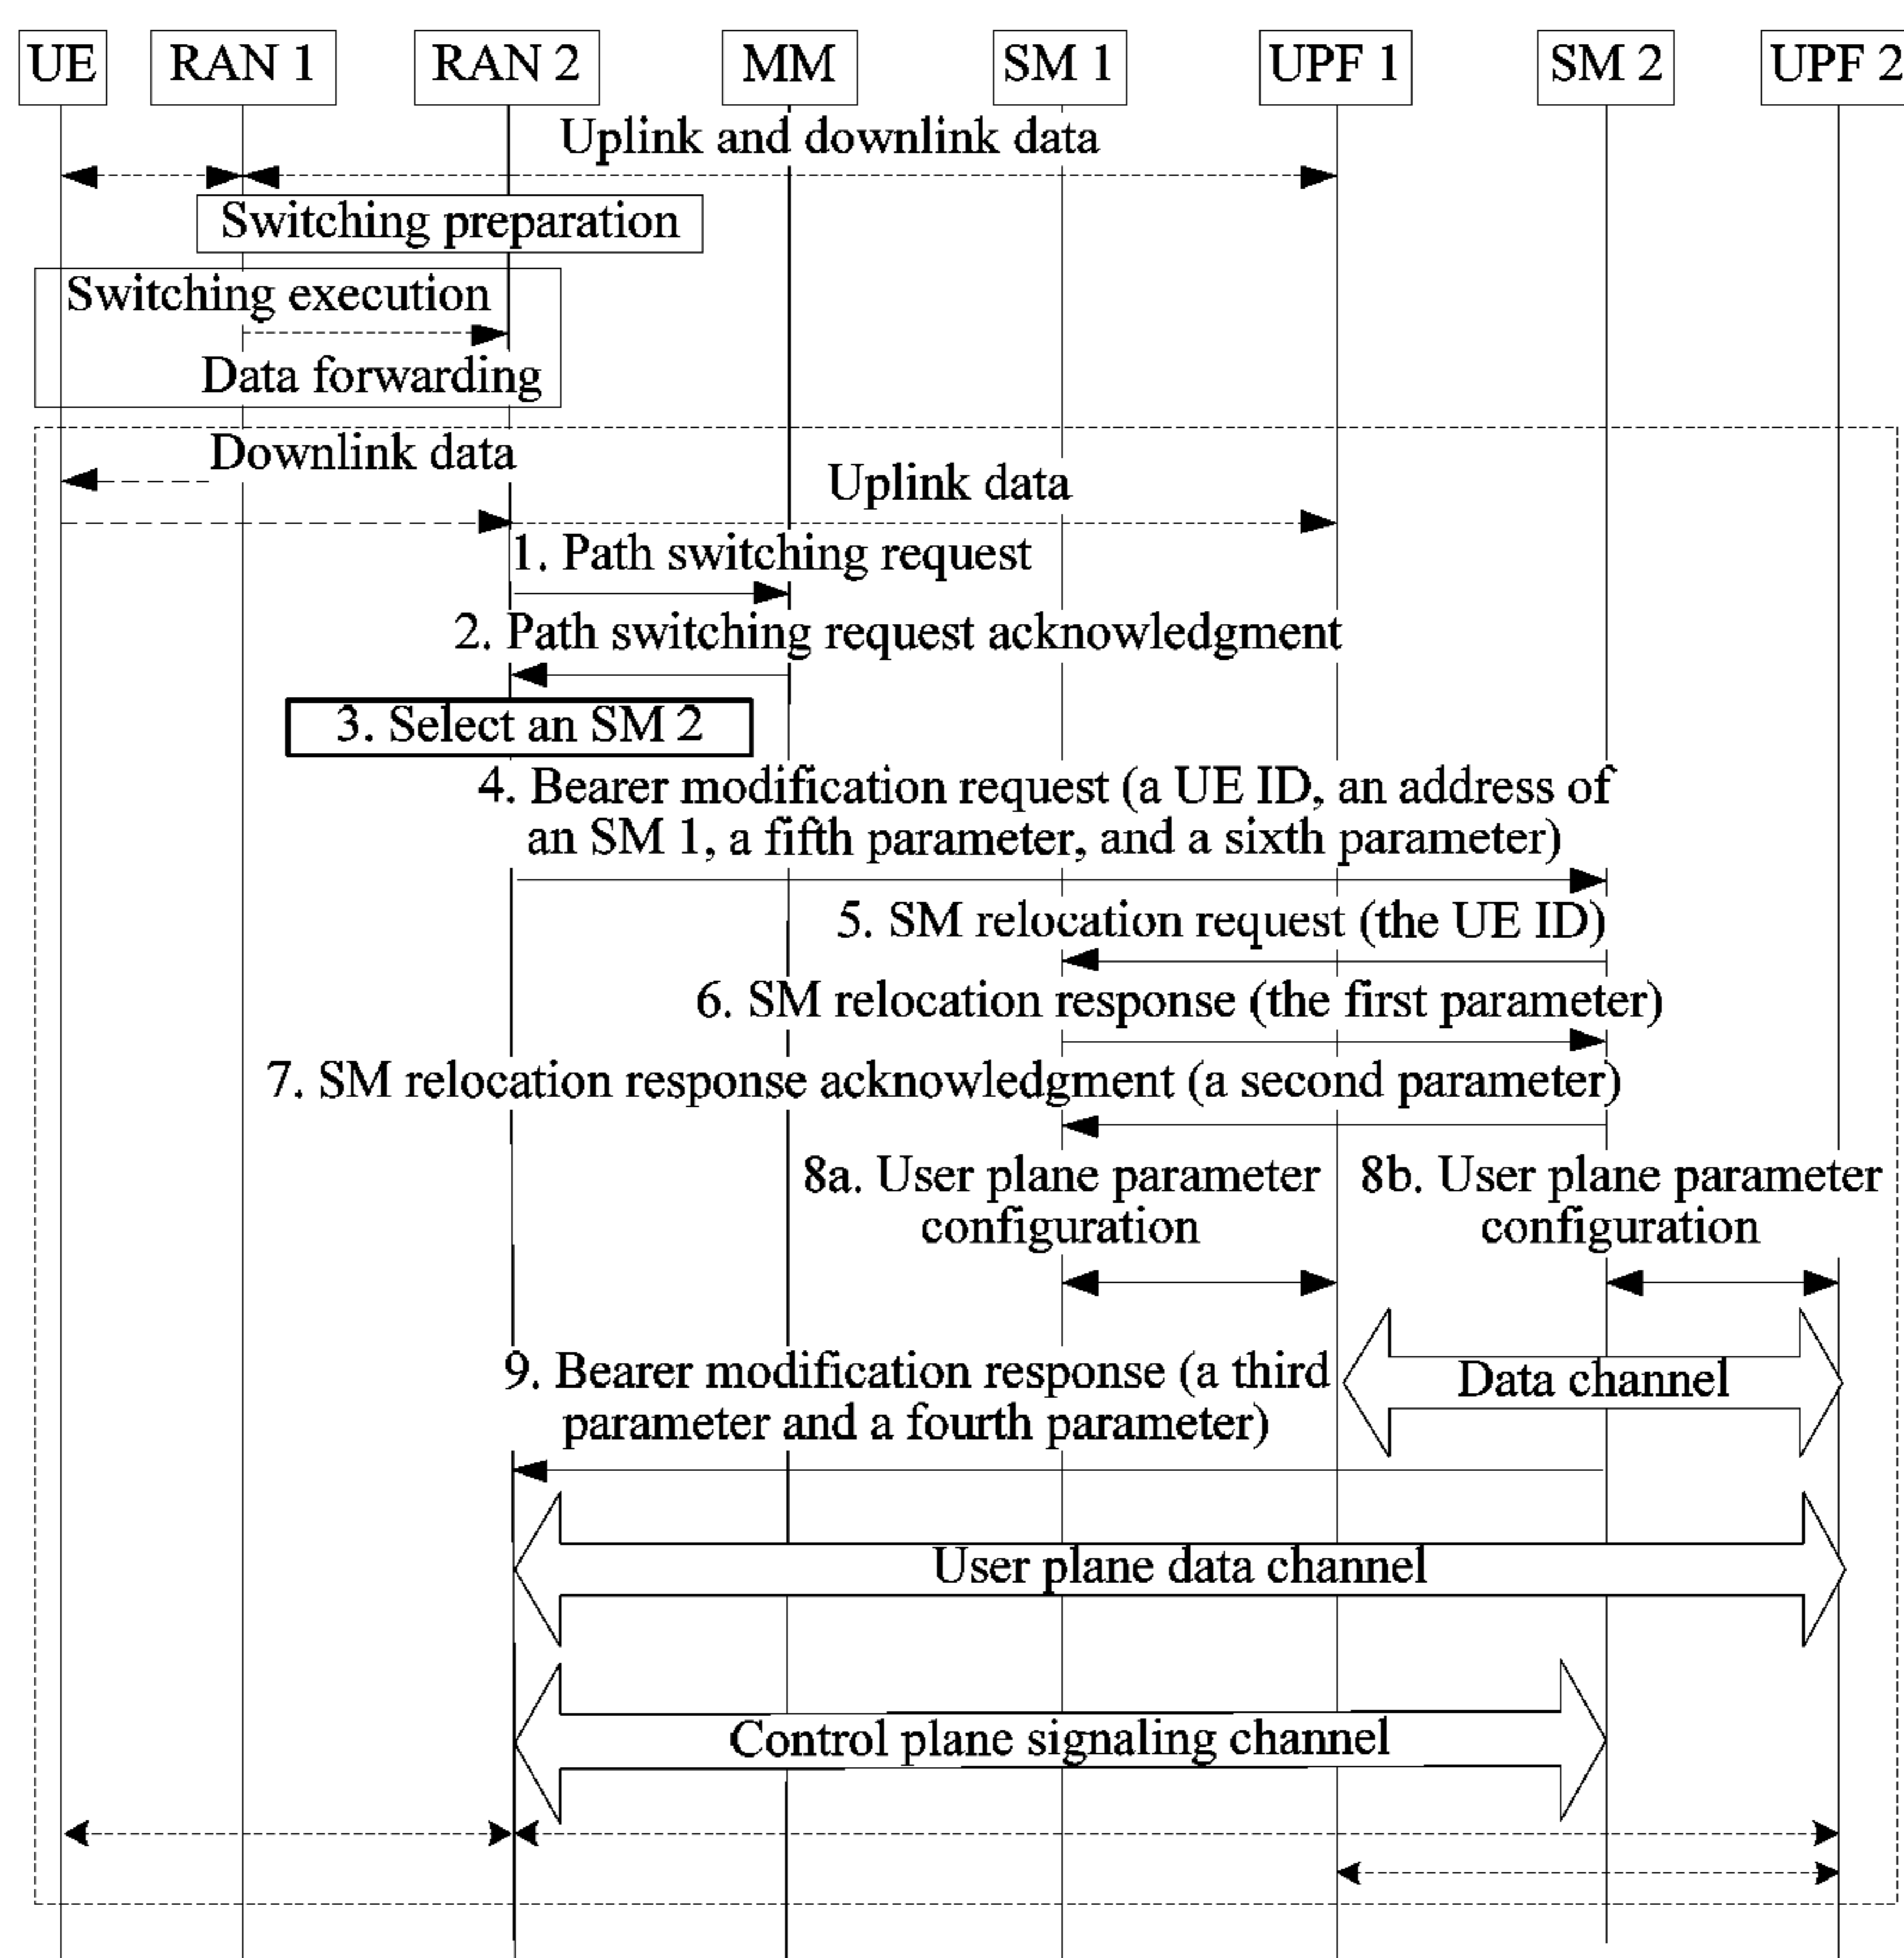 UE
RAN 1
RAN 2
MM
SM 1
UPF 1
SM 2
UPF 2
Uplink and downlink data
Switching preparation
Switching execution
Data forwarding
Downlink data
Uplink data
1. Path switching request
2. Path switching request acknowledgment
3. Select an SM 2
4. Bearer modification request (a UE ID, an address of
an SM 1, a fifth parameter, and a sixth parameter)
5. SM relocation request (the UE ID)
6. SM relocation response (the first parameter)
7. SM relocation response acknowledgment (a second parameter)
8a. User plane parameter
configuration
8b. User plane parameter
configuration
9. Bearer modification response (a third
parameter and a fourth parameter)
Data channel
User plane data channel
Control plane signaling channel